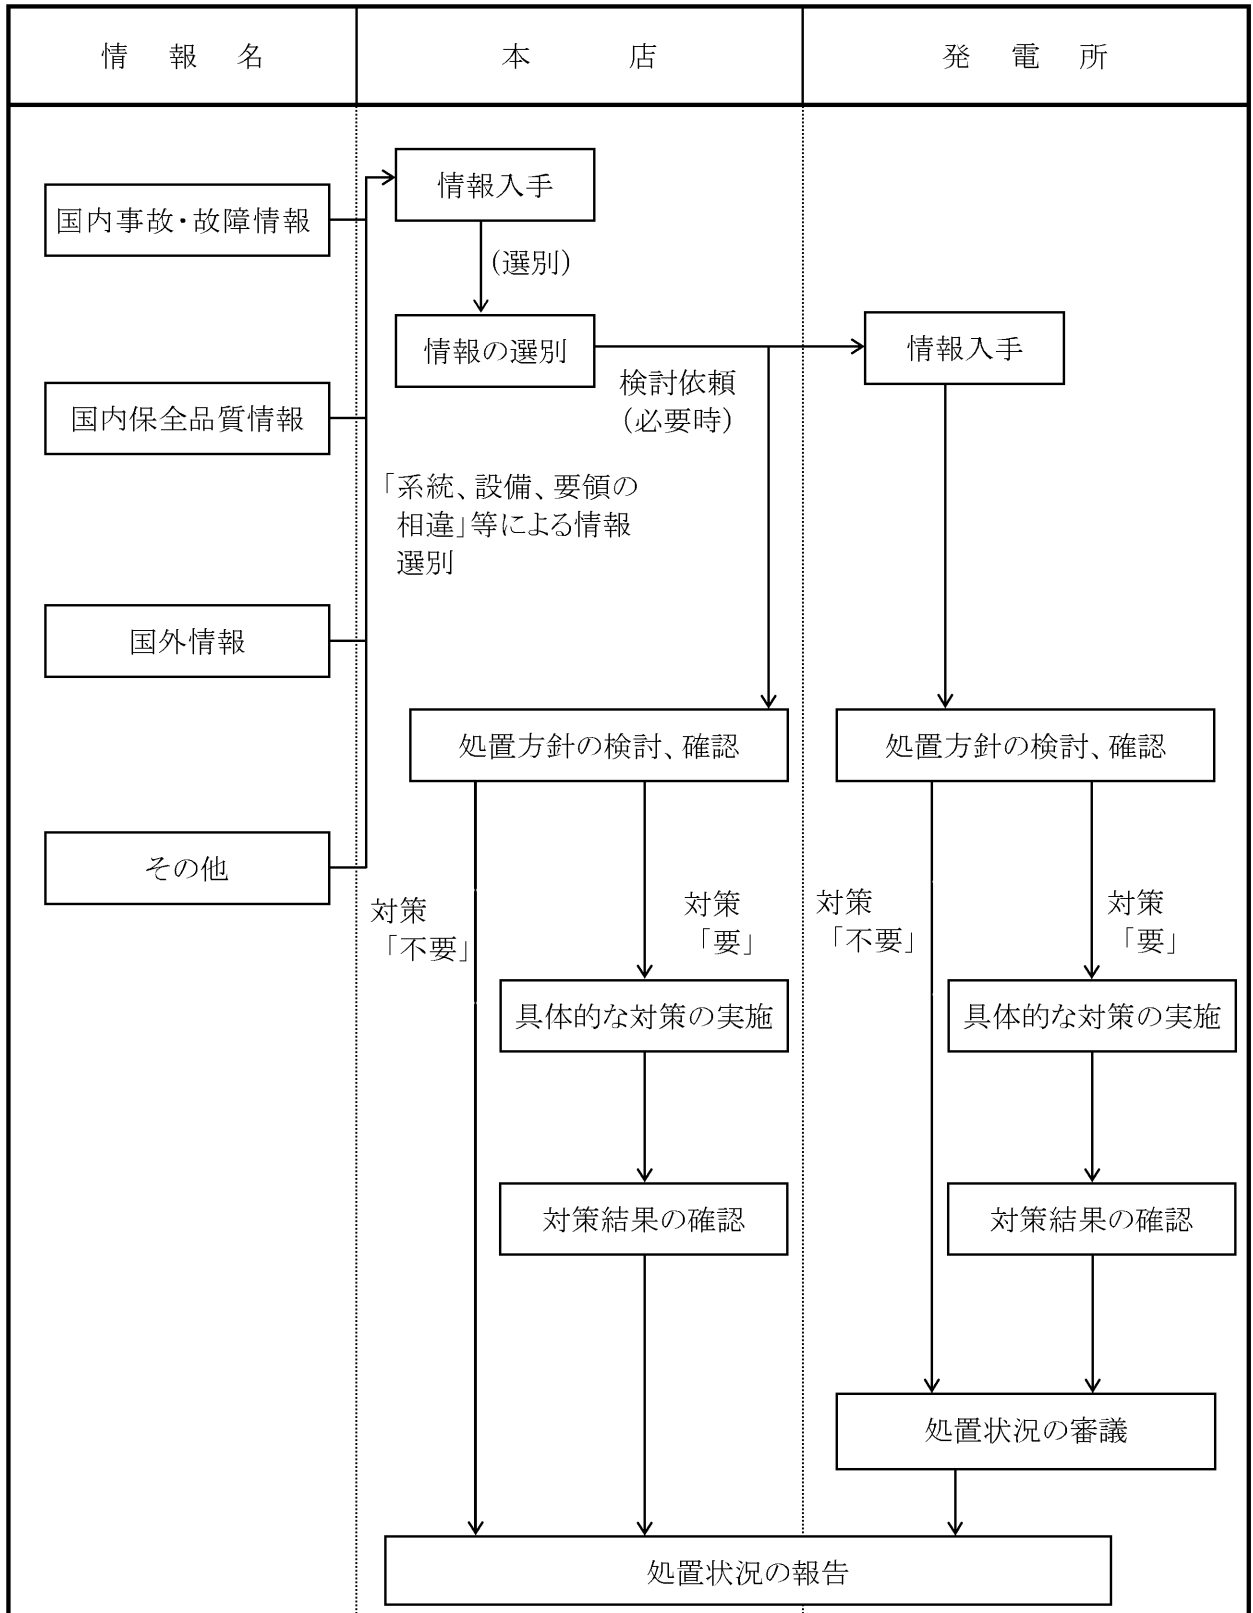 情報名
本店
発電所
国内事故・故障情報
国内保全品質情報
国外情報
その他
情報入手
(選別)
情報の選別
検討依頼
(必要時)
「系統、設備、要領の
相違」等による情報
選別
処置方針の検討、確認
対策
「不要」
対策
「要」
具体的な対策の実施
対策結果の確認
情報入手
処置方針の検討、確認
対策
「不要」
対策
「要」
具体的な対策の実施
対策結果の確認
処置状況の審議
処置状況の報告